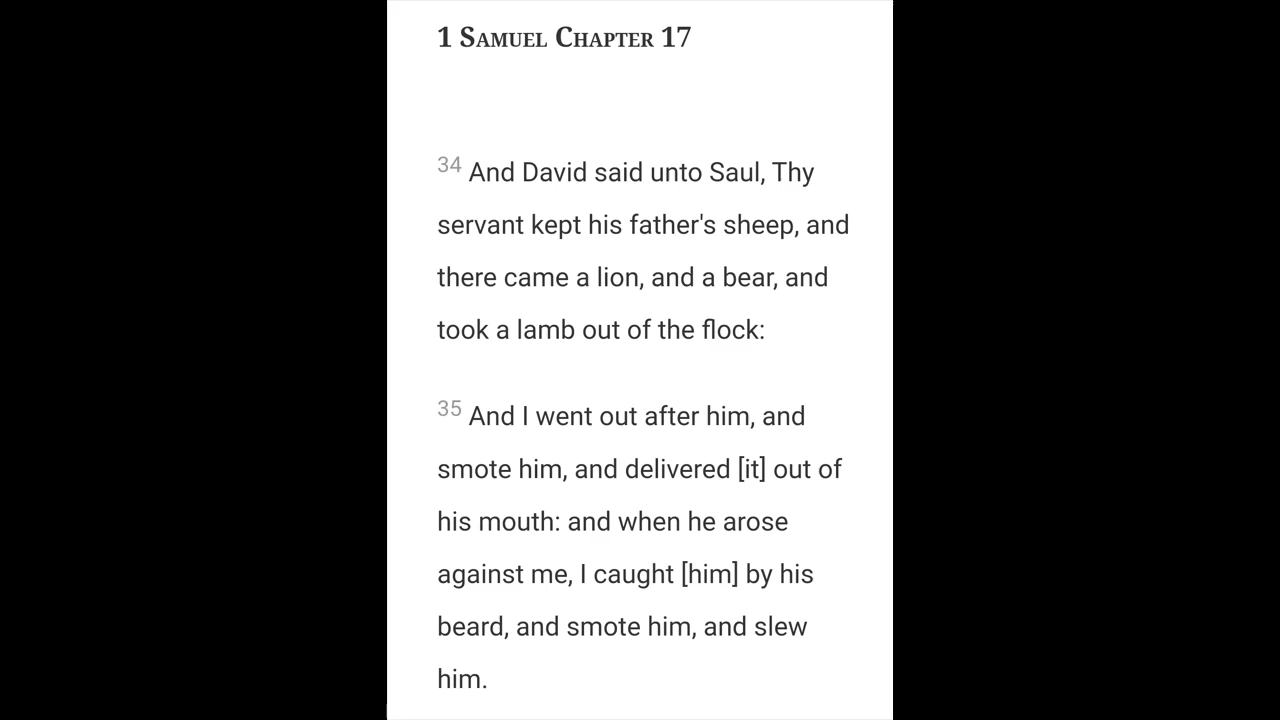 1 Samuel Chapter 17
34 And David said unto Saul, Thy
servant kept his father's sheep, and
there came a lion, and a bear, and
took a lamb out of the flock:
35 And I went out after him, and
smote him, and delivered [it] out of
his mouth: and when he arose
against me, I caught [him] by his
beard, and smote him, and slew
him.